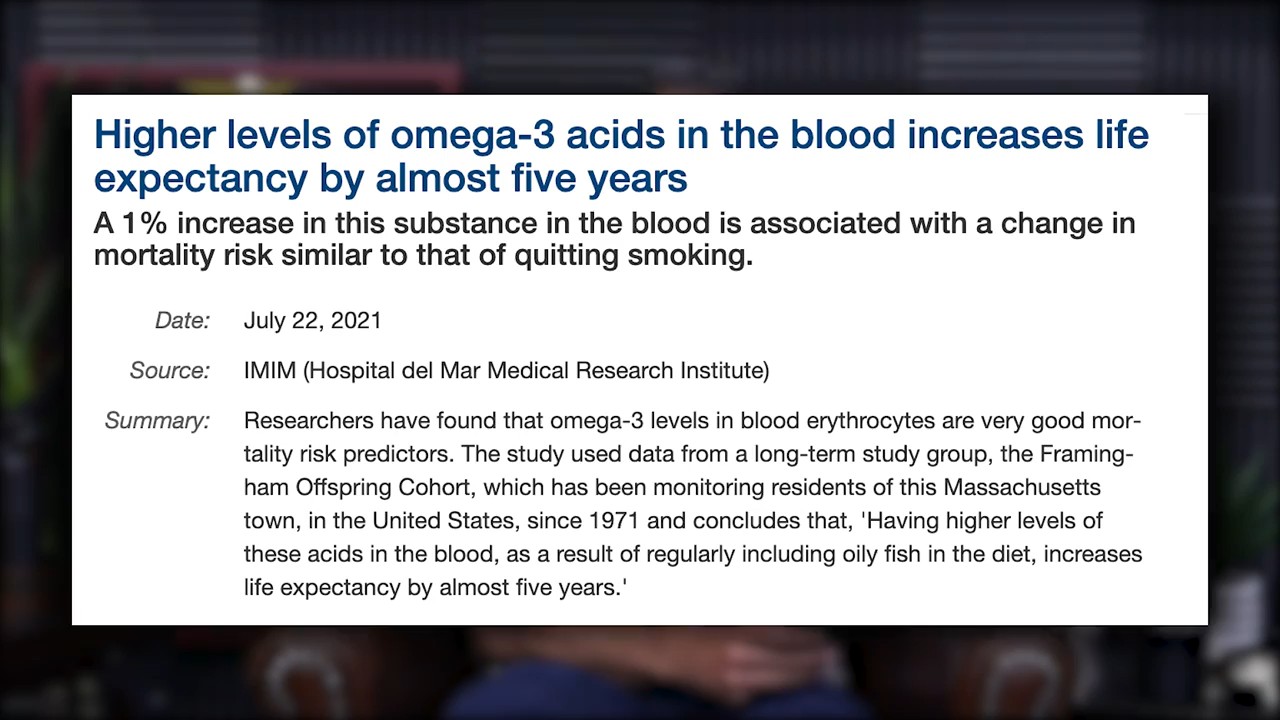 Higher levels of omega-3 acids in the blood increases life
expectancy by almost five years
A 1% increase in this substance in the blood is associated with a change in
mortality risk similar to that of quitting smoking.
Date: July 22, 2021
Source: IMIM (Hospital del Mar Medical Research Institute)
Summary: Researchers have found that omega-3 levels in blood erythrocytes are very good mor-
tality risk predictors. The study used data from a long-term study group, the Framing-
ham Offspring Cohort, which has been monitoring residents of this Massachusetts
town, in the United States, since 1971 and concludes that, 'Having higher levels of
these acids in the blood, as a result of regularly including oily fish in the diet, increases
life expectancy by almost five years.'